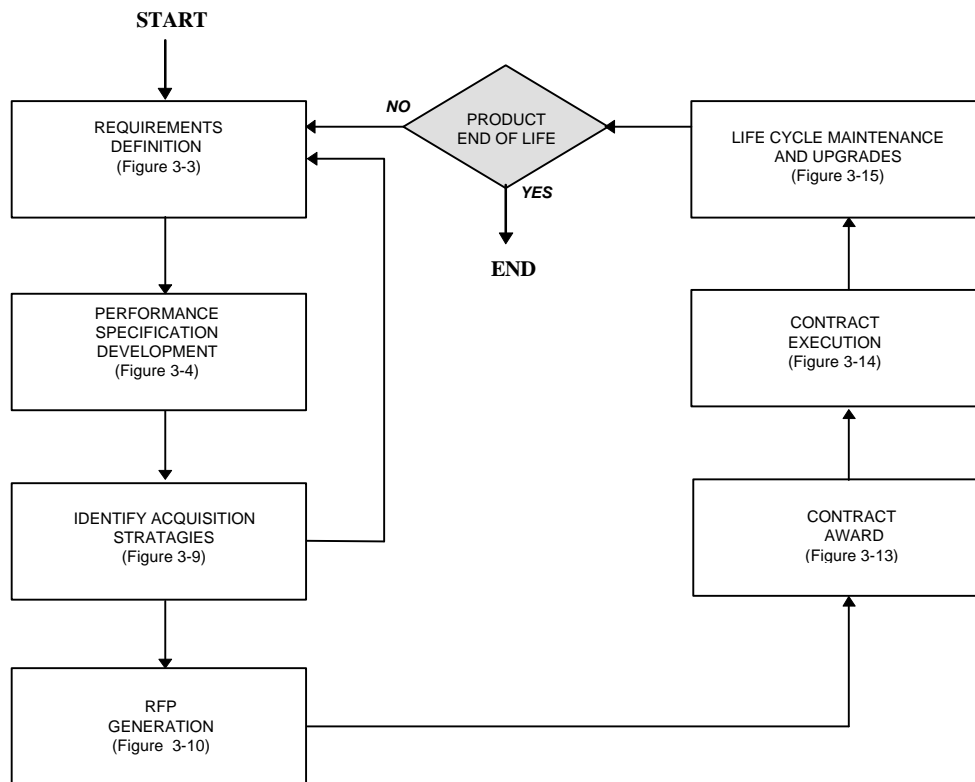 START
REQUIREMENTS
DEFINITION
(Figure 3-3)
NO
PRODUCT
END OF LIFE
YES
END
LIFE CYCLE MAINTENANCE
AND UPGRADES
(Figure 3-15)
PERFORMANCE
SPECIFICATION
DEVELOPMENT
(Figure 3-4)
CONTRACT
EXECUTION
(Figure 3-14)
IDENTIFY ACQUISITION
STRATAGIES
(Figure 3-9)
CONTRACT
AWARD
(Figure 3-13)
RFP
GENERATION
(Figure 3-10)